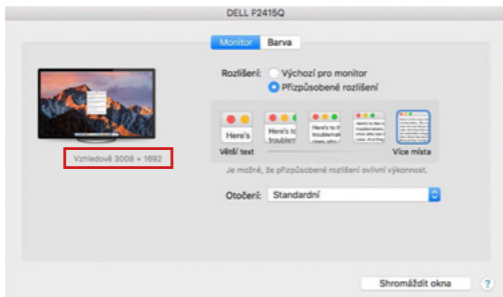 DELL P2415Q
Monitor Barva
Rozlišení: Výchozí pro monitor
Přizpůsobené rozlišení
Vzhledově 3008 × 1692
Here's
Větší text Více místa
Je možné, že přizpůsobené rozlišení ovlivní výkonnost.
Otočení: Standardní
Shromáždit okna ?